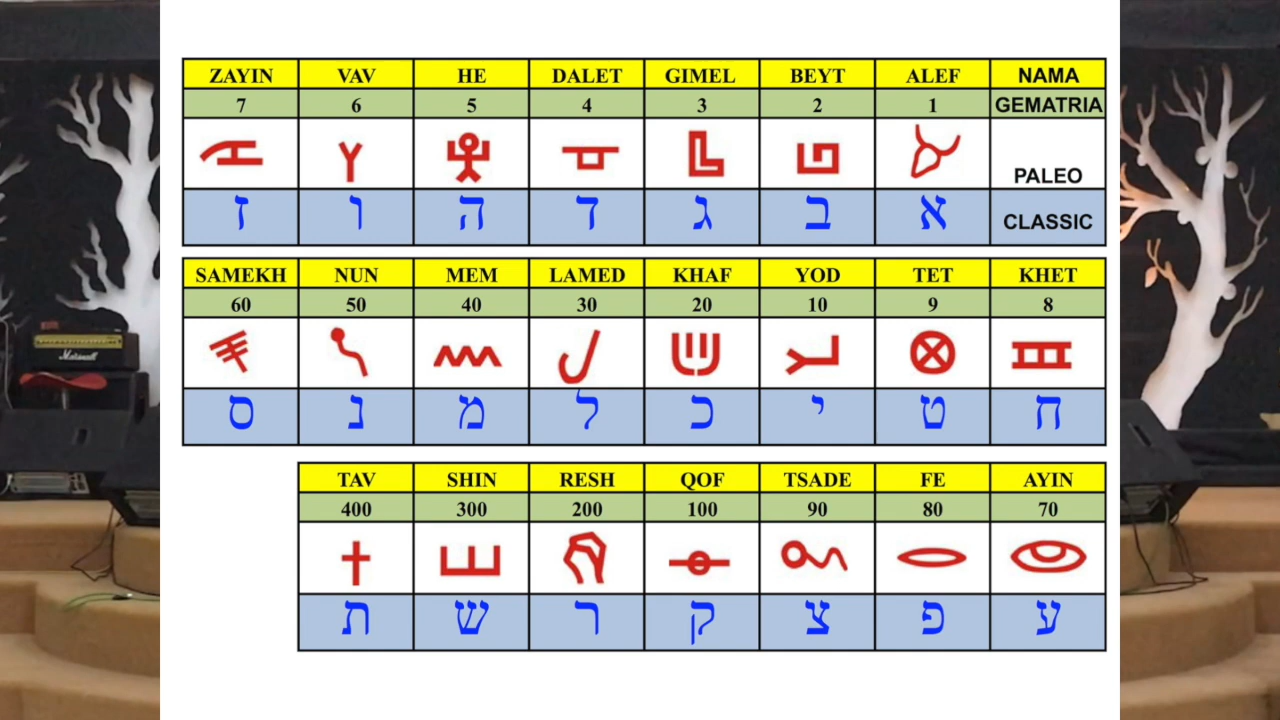 ZAYIN VAV HE DALET GIMEL BEYT ALEF NAMA
7 6 5 4 3 2 1 GEMATRIA
PALEO
ז ו ה ד ג ב א CLASSIC
SAMEKH NUN MEM LAMED KHAF YOD TET KHET
60 50 40 30 20 10 9 8
ס נ מ ל כ י ט ח
TAV SHIN RESH QOF TSADE FE AYIN
400 300 200 100 90 80 70
ת ש ר ק צ פ ע
Marshall